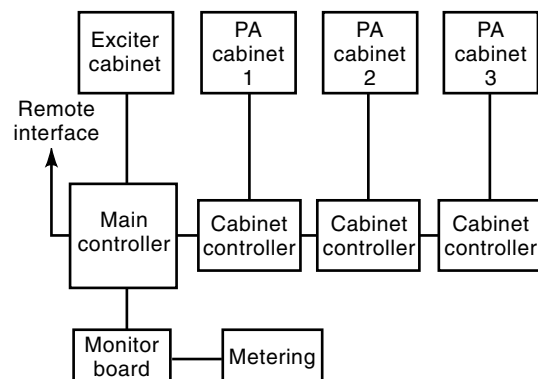 Exciter
cabinet
PA
cabinet
1
PA
cabinet
2
PA
cabinet
3
Remote
interface
Main
controller
Cabinet
controller
Cabinet
controller
Cabinet
controller
Monitor
board
Metering